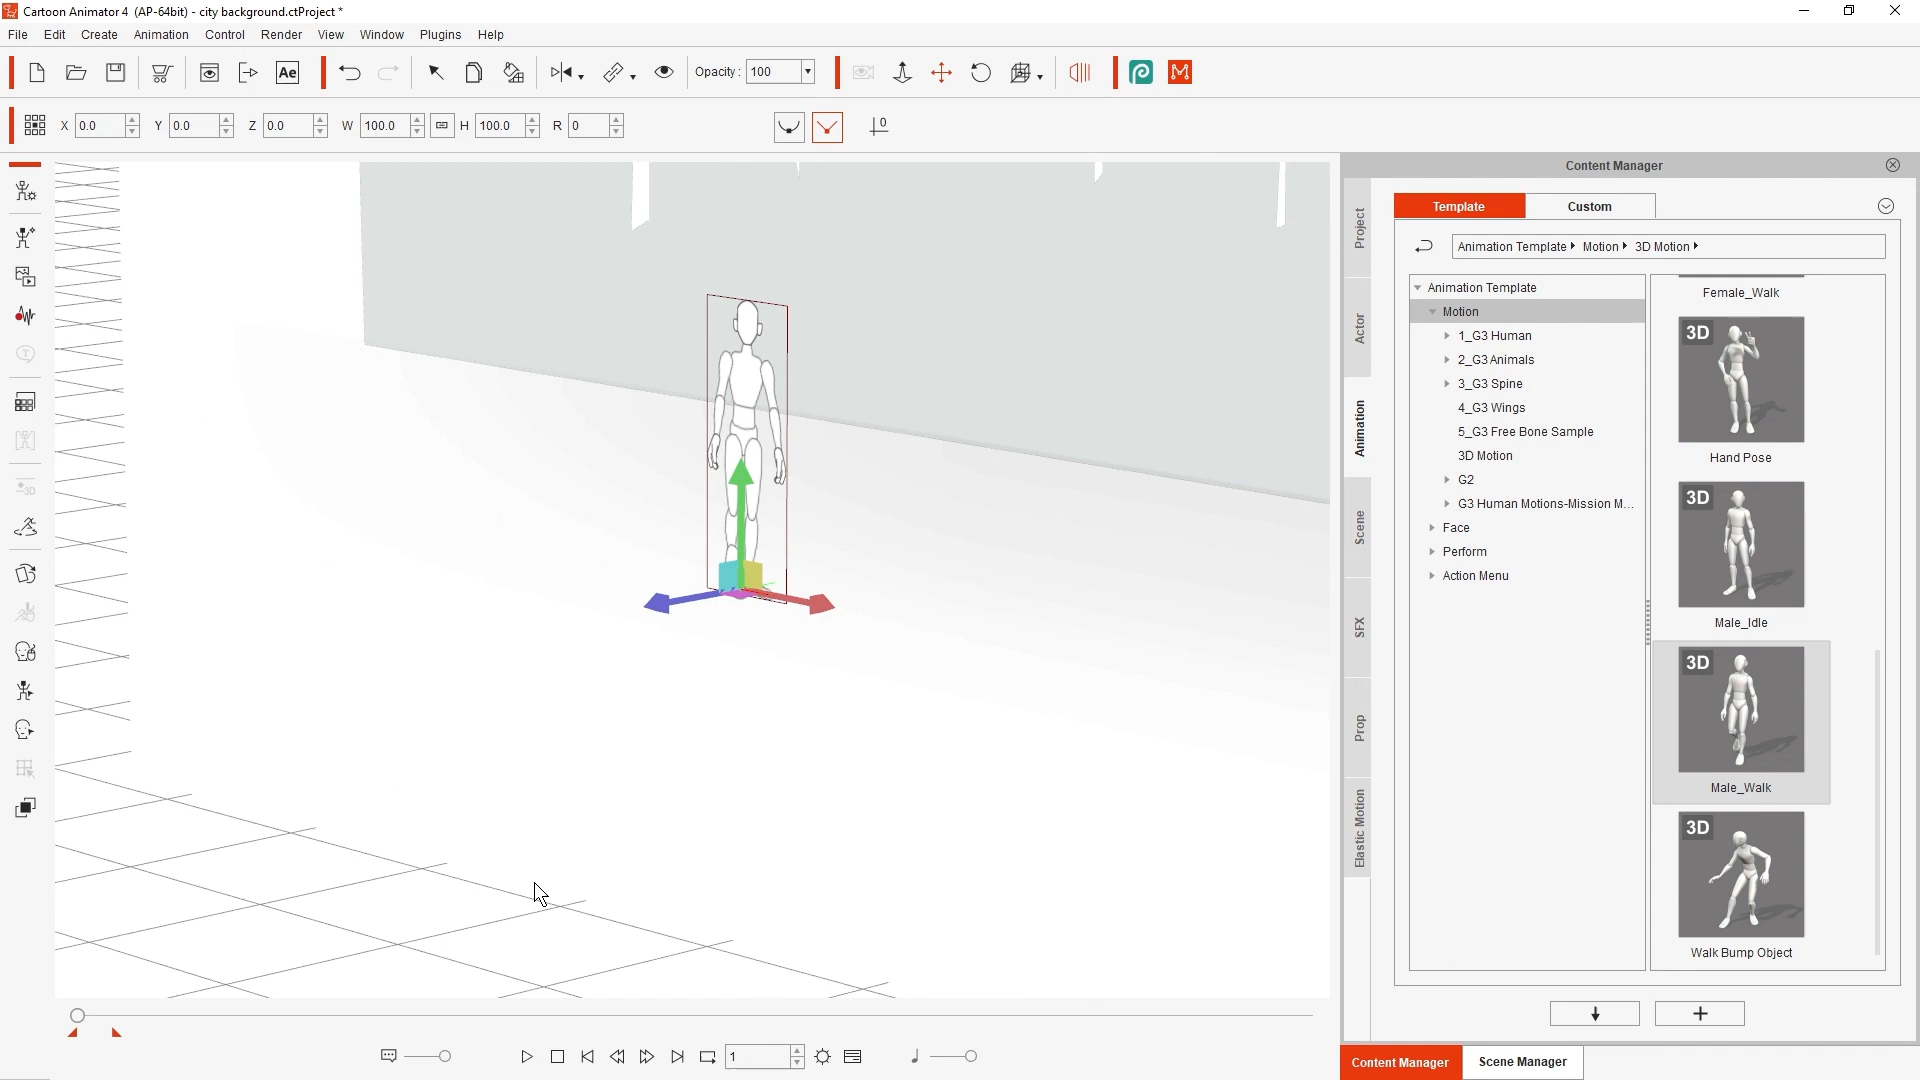 Cartoon Animator 4 (AP-64bit) - city background.ctProject *
File Edit Create Animation Control Render View Window Plugins Help
Ae Opacity : 100
X 0.0 Y 0.0 Z 0.0 W 100.0 H 100.0 R 0 0
Content Manager
Template Custom
Animation Template Motion 3D Motion
Project
Actor
Animation
Scene
SFX
Prop
Elastic Motion
Animation Template
Motion
1_G3 Human
2_G3 Animals
3_G3 Spine
4_G3 Wings
5_G3 Free Bone Sample
3D Motion
G2
G3 Human Motions-Mission M...
Face
Perform
Action Menu
Female_Walk
3D
Hand Pose
3D
Male_Idle
3D
Male_Walk
3D
Walk Bump Object
T
3D
1
Content Manager Scene Manager